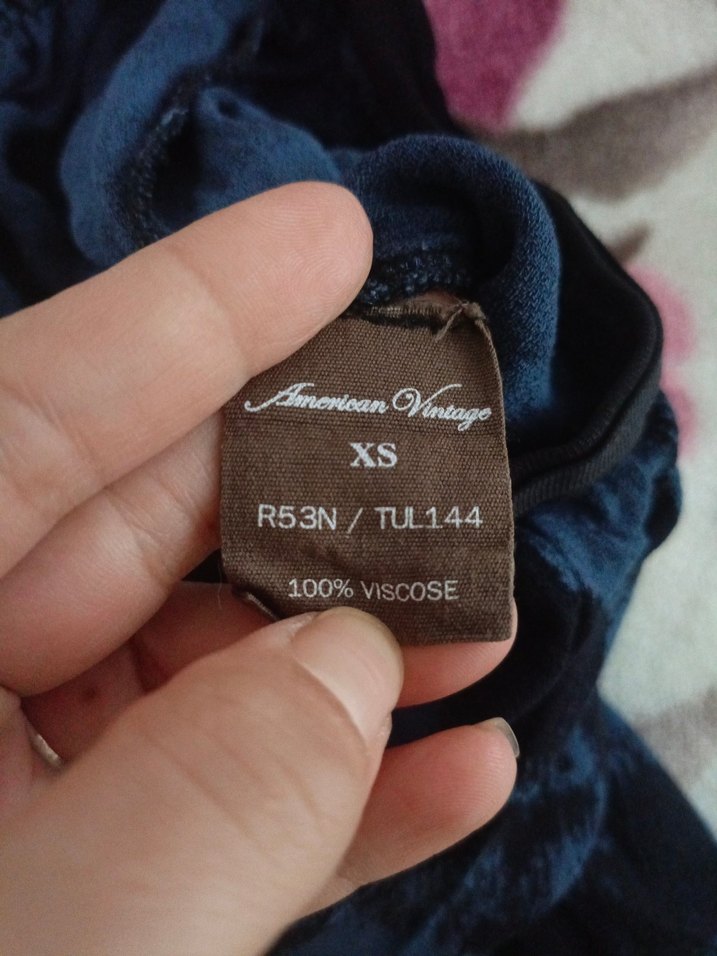 American Vintage
XS
R53N / TUL144
100% VISCOSE